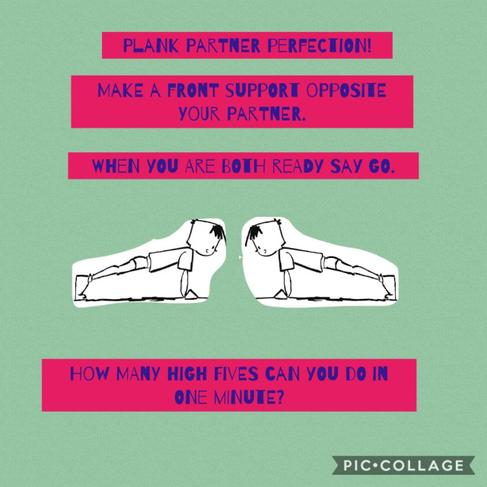 PLANK PARTNER PERFECTION!
MAKE A FRONT SUPPORT OPPOSITE
YOUR PARTNER.
WHEN YOU ARE BOTH READY SAY GO.
HOW MANY HIGH FIVES CAN YOU DO IN
ONE MINUTE?
PIC•COLLAGE